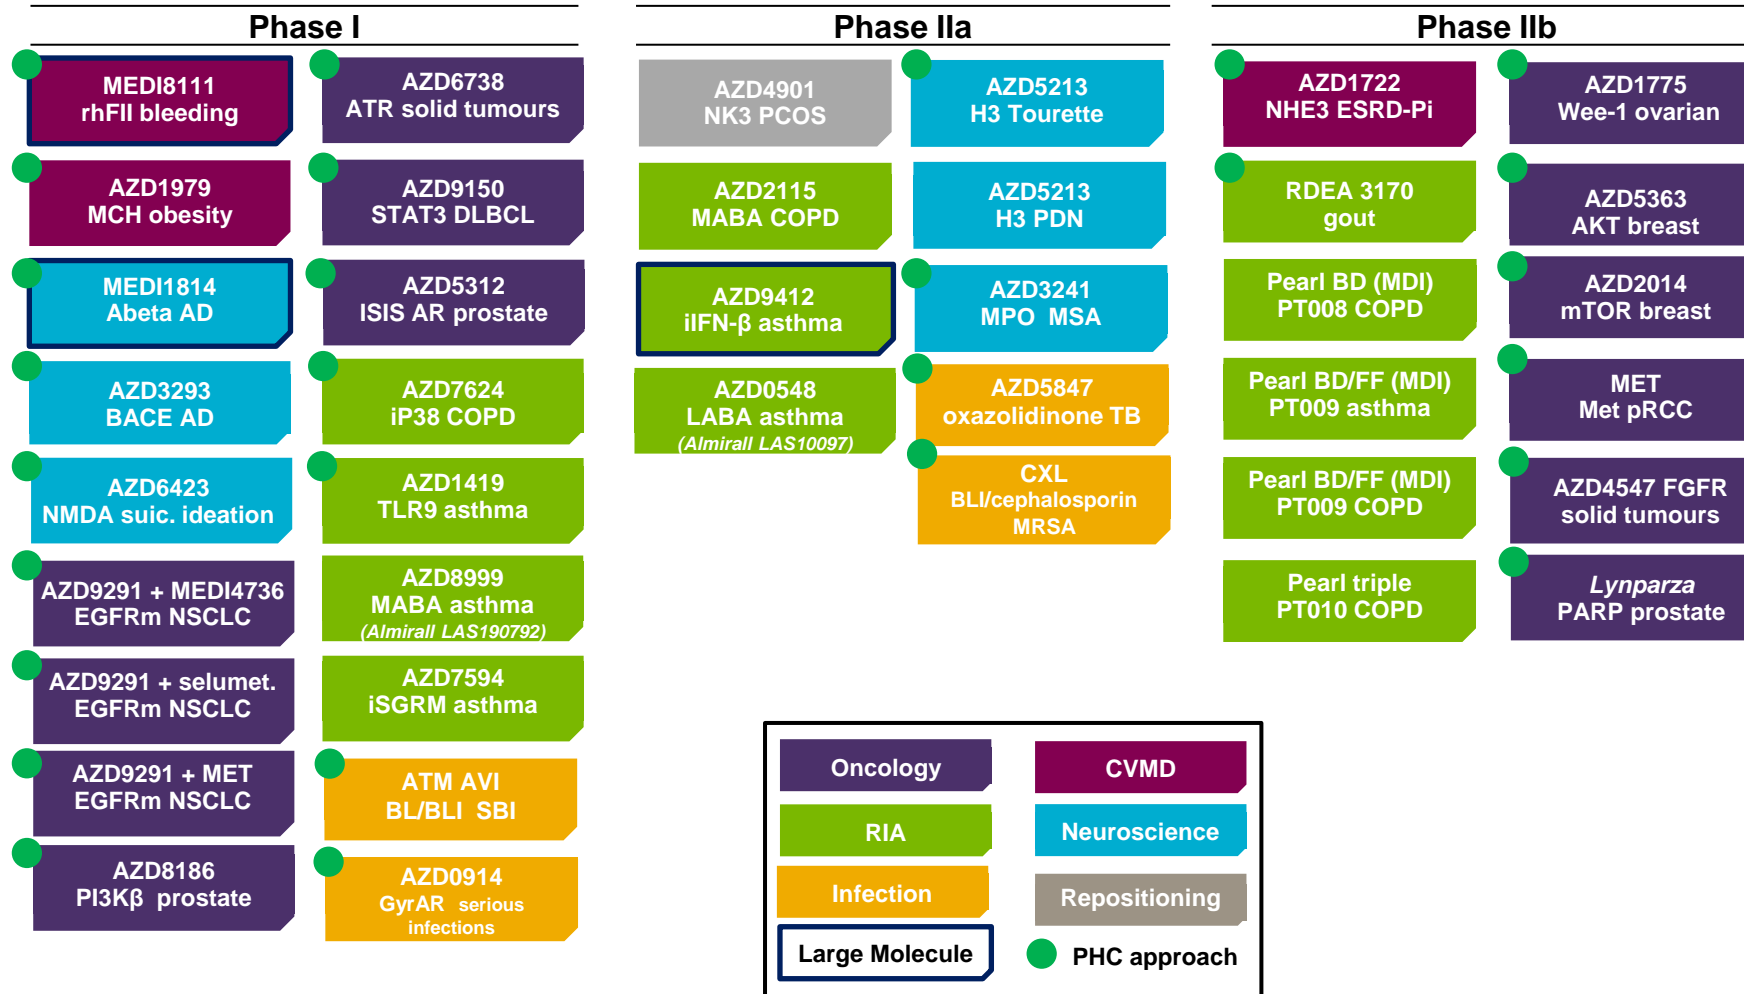 Phase I
MEDI8111
rhFII bleeding
AZD1979
MCH obesity
MEDI1814
Abeta AD
AZD3293
BACE AD
AZD6423
NMDA suic. ideation
AZD9291 + MEDI4736
EGFRm NSCLC
AZD9291 + selumet.
EGFRm NSCLC
AZD9291 + MET
EGFRm NSCLC
AZD8186
PI3Kβ prostate
AZD6738
ATR solid tumours
AZD9150
STAT3 DLBCL
AZD5312
ISIS AR prostate
AZD7624
iP38 COPD
AZD1419
TLR9 asthma
AZD8999
MABA asthma
(Almirall LAS190792)
AZD7594
iSGRM asthma
ATM AVI
BL/BLI SBI
AZD0914
GyrAR serious
infections
Phase IIa
AZD4901
NK3 PCOS
AZD2115
MABA COPD
AZD9412
iIFN-β asthma
AZD0548
LABA asthma
(Almirall LAS10097)
AZD5213
H3 Tourette
AZD5213
H3 PDN
AZD3241
MPO MSA
AZD5847
oxazolidinone TB
CXL
BLI/cephalosporin
MRSA
Phase IIb
AZD1722
NHE3 ESRD-Pi
RDEA 3170
gout
Pearl BD (MDI)
PT008 COPD
Pearl BD/FF (MDI)
PT009 asthma
Pearl BD/FF (MDI)
PT009 COPD
Pearl triple
PT010 COPD
AZD1775
Wee-1 ovarian
AZD5363
AKT breast
AZD2014
mTOR breast
MET
Met pRCC
AZD4547 FGFR
solid tumours
Lynparza
PARP prostate
Oncology
CVMD
RIA
Neuroscience
Infection
Repositioning
Large Molecule
PHC approach